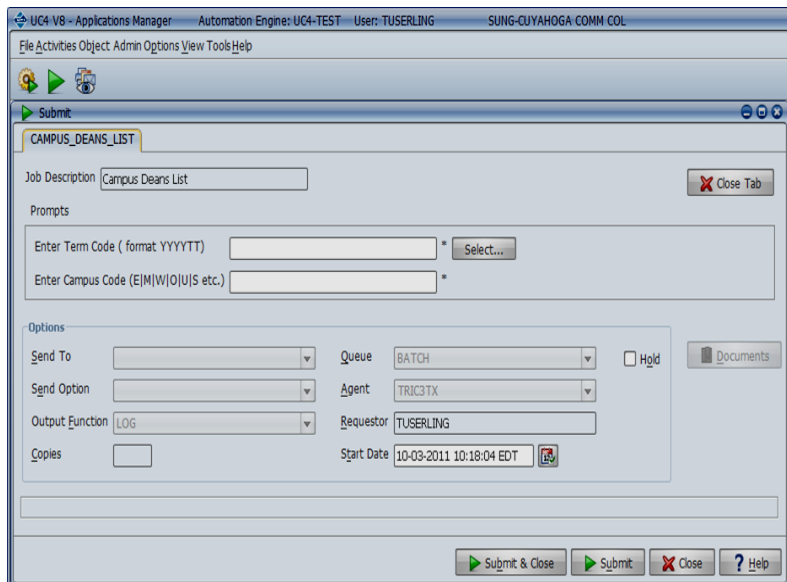 UC4 V8 - Applications Manager Automation Engine: UC4-TEST User: TUSERLING SUNG-CUYAHOGA COMM COL
File Activities Object Admin Options View Tools Help
Submit
CAMPUS_DEANS_LIST
Job Description Campus Deans List Close Tab
Prompts
Enter Term Code ( format YYYYTT) * Select...
Enter Campus Code (E|M|W|O|U|S etc.) *
Options
Send To Queue BATCH Hold Documents
Send Option Agent TRIC3TX
Output Function LOG Requestor TUSERLING
Copies Start Date 10-03-2011 10:18:04 EDT
Submit & Close Submit Close ? Help